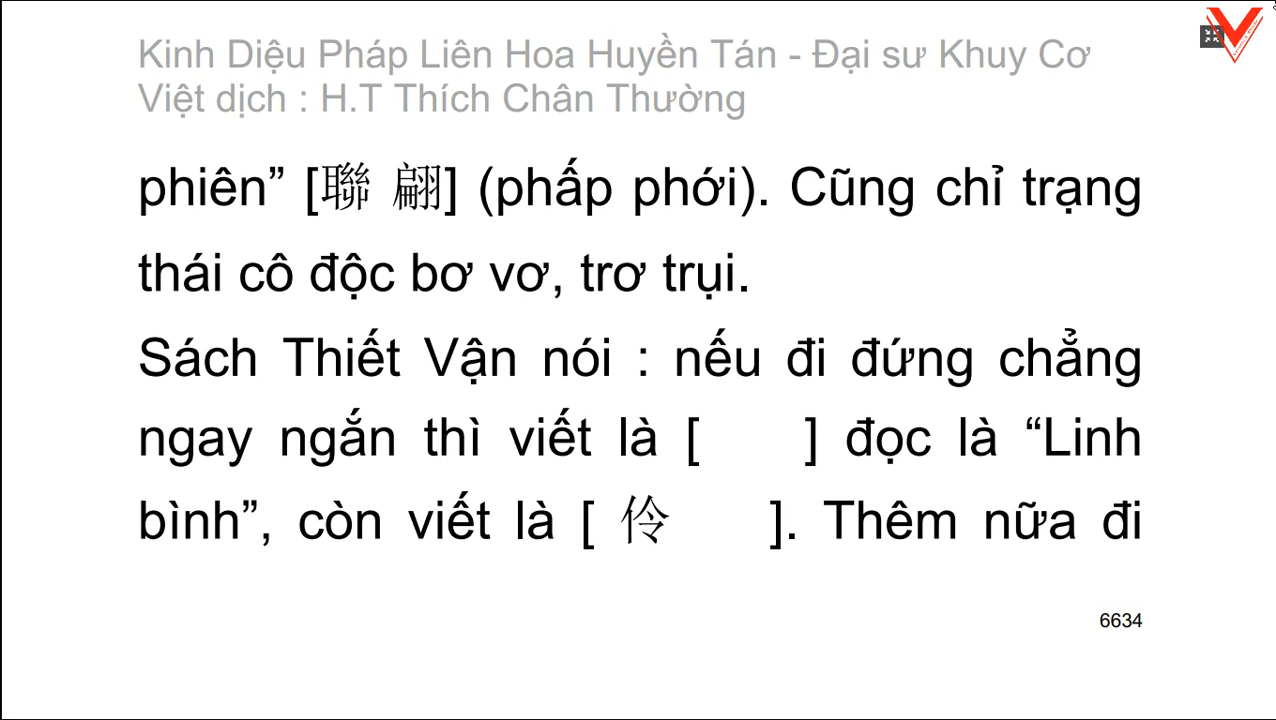 Kinh Diệu Pháp Liên Hoa Huyền Tán - Đại sư Khuy Cơ
Việt dịch : H.T Thích Chân Thường
phiên” [聯 翩] (phấp phới). Cũng chỉ trạng
thái cô độc bơ vơ, trơ trụi.
Sách Thiết Vận nói : nếu đi đứng chẳng
ngay ngắn thì viết là [ ] đọc là “Linh
bình”, còn viết là [ 伶 ]. Thêm nữa đi
6634